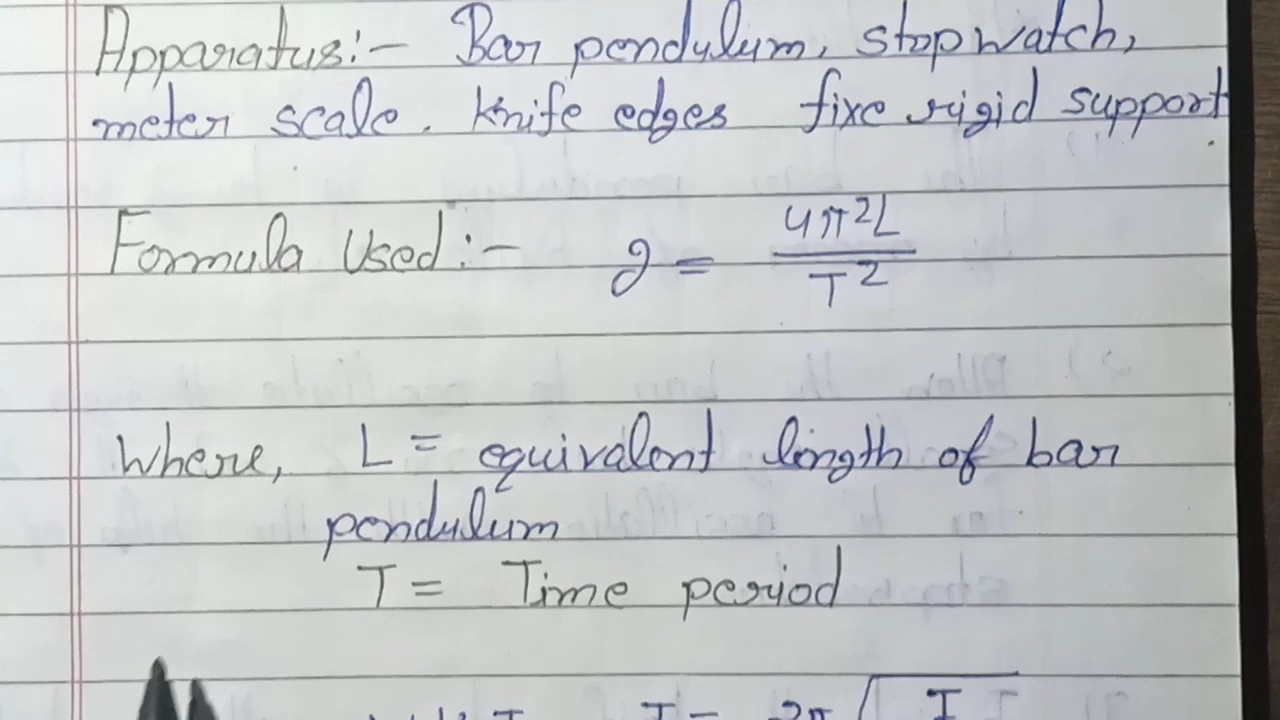 Apparatus:- Bar pendulum, stopwatch,
meter scale. Knife edges fixe rigid support.
Formula Used:- g = 4π²L / T²
Where, L = equivalent length of bar
pendulum
T = Time period
T = 2π √ I